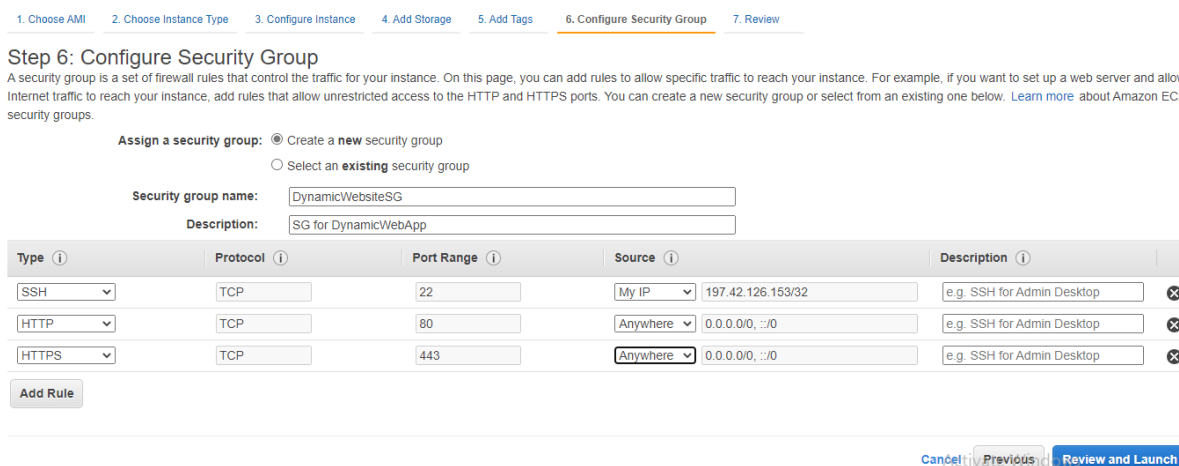 1. Choose AMI 2. Choose Instance Type 3. Configure Instance 4. Add Storage 5. Add Tags 6. Configure Security Group 7. Review
Step 6: Configure Security Group
A security group is a set of firewall rules that control the traffic for your instance. On this page, you can add rules to allow specific traffic to reach your instance. For example, if you want to set up a web server and allow
Internet traffic to reach your instance, add rules that allow unrestricted access to the HTTP and HTTPS ports. You can create a new security group or select from an existing one below. Learn more about Amazon EC
security groups.
Assign a security group: Create a new security group
Select an existing security group
Security group name: DynamicWebsiteSG
Description: SG for DynamicWebApp
Type i Protocol i Port Range i Source i Description i
SSH TCP 22 My IP 197.42.126.153/32 e.g. SSH for Admin Desktop
HTTP TCP 80 Anywhere 0.0.0.0/0, ::/0 e.g. SSH for Admin Desktop
HTTPS TCP 443 Anywhere 0.0.0.0/0, ::/0 e.g. SSH for Admin Desktop
Add Rule
Cancel Previous Review and Launch